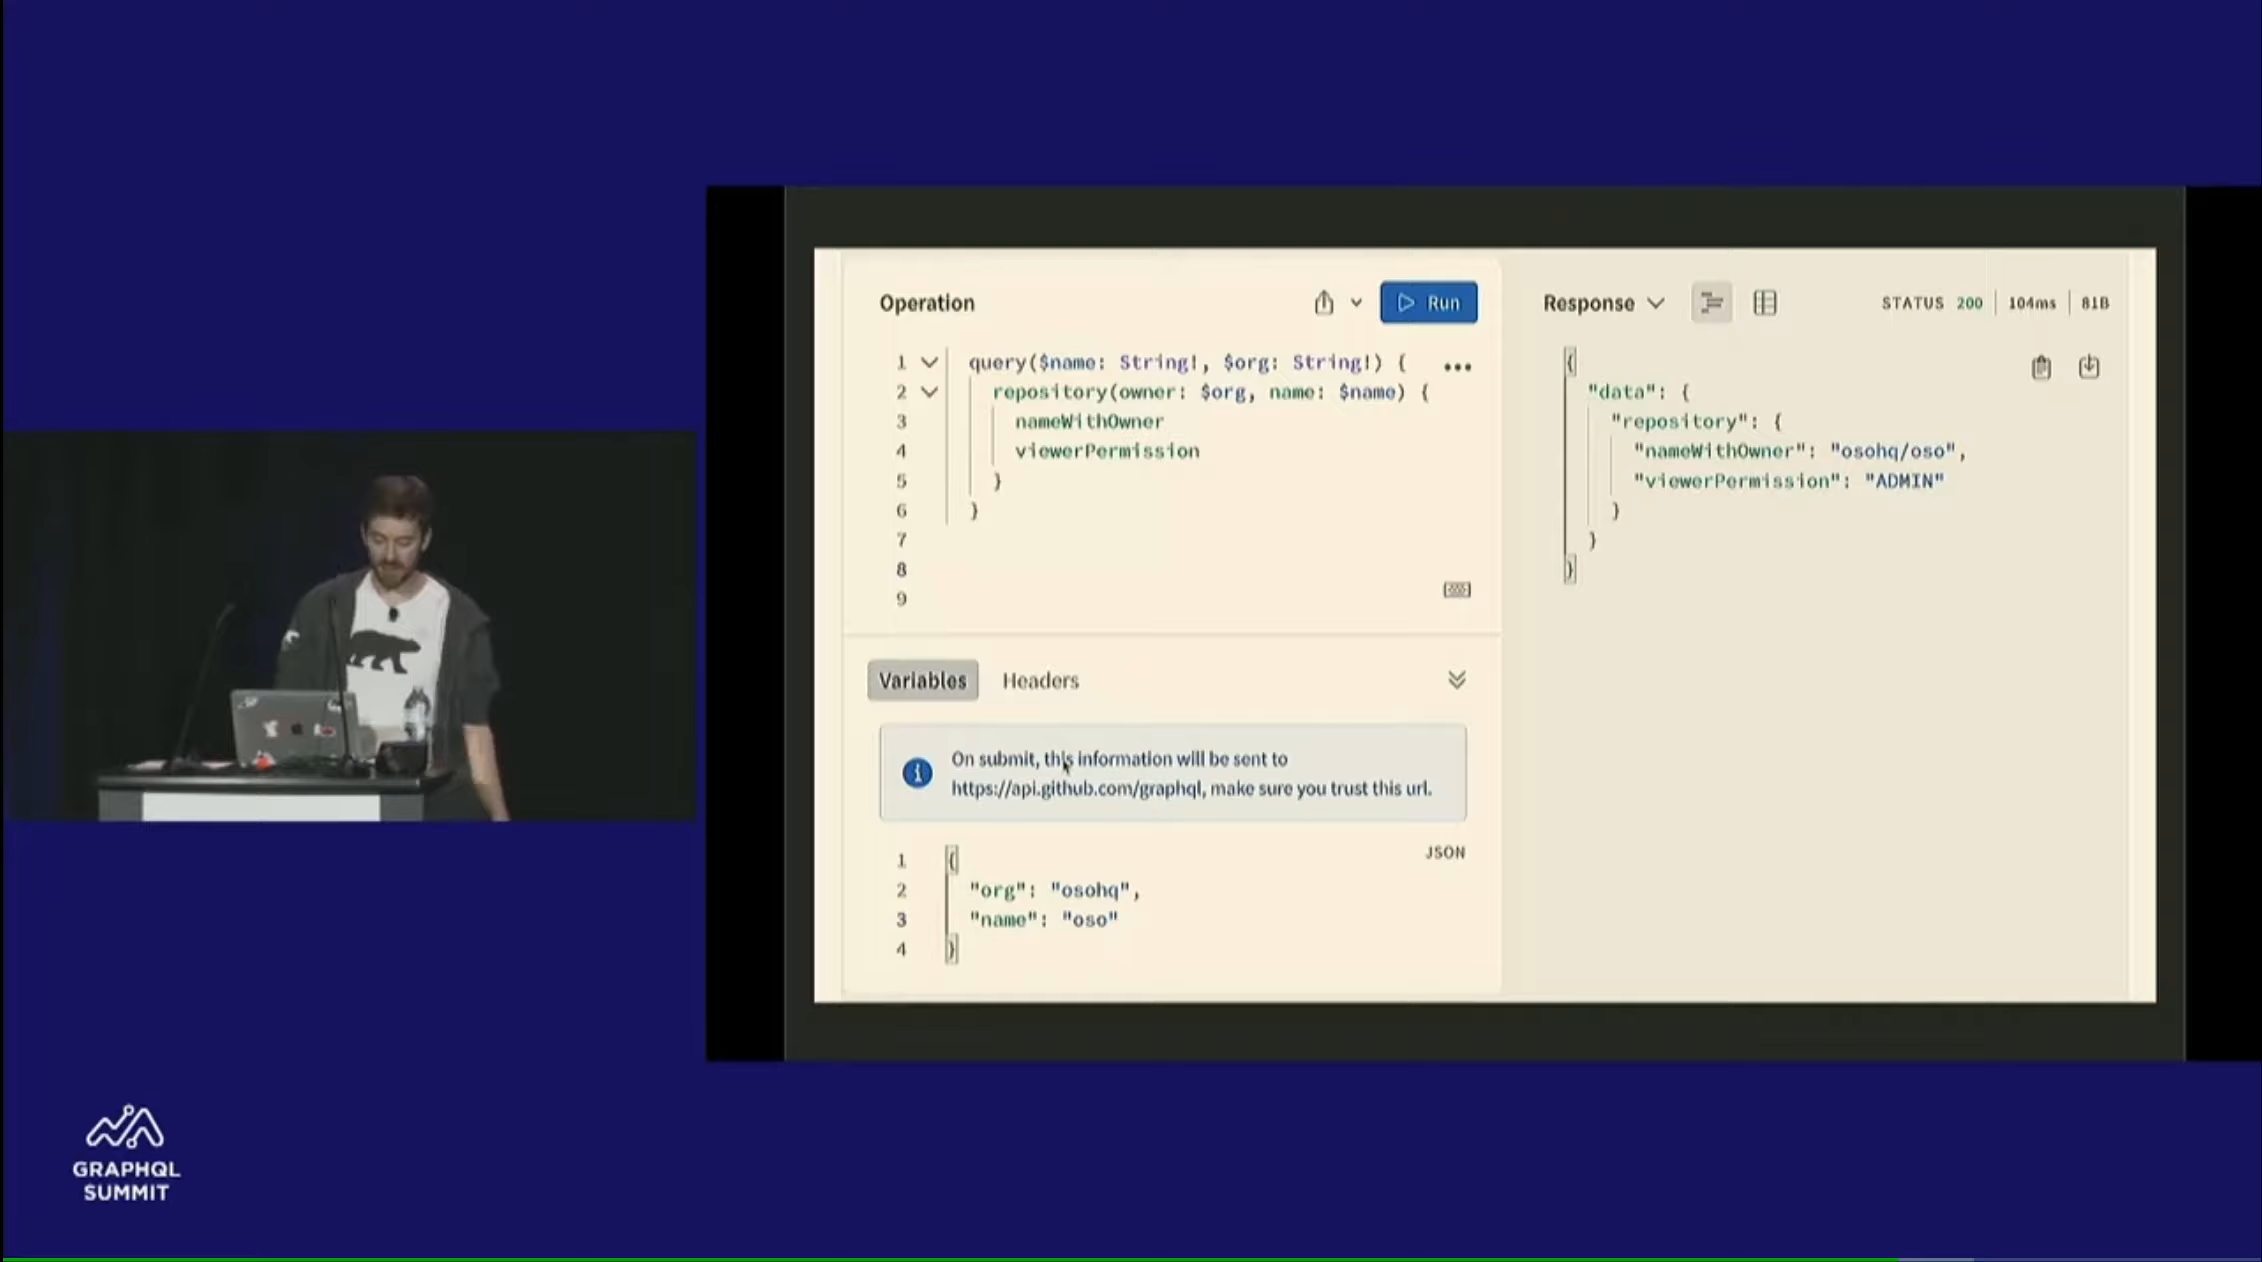 Operation
Run
1 query($name: String!, $org: String!) {
2 repository(owner: $org, name: $name) {
3 nameWithOwner
4 viewerPermission
5 }
6 }
7
8
9
Variables Headers
On submit, this information will be sent to
https://api.github.com/graphql, make sure you trust this url.
JSON
1 {
2 "org": "osohq",
3 "name": "oso"
4 }
Response
STATUS 200 104ms 81B
{
"data": {
"repository": {
"nameWithOwner": "osohq/oso",
"viewerPermission": "ADMIN"
}
}
}
GRAPHQL
SUMMIT